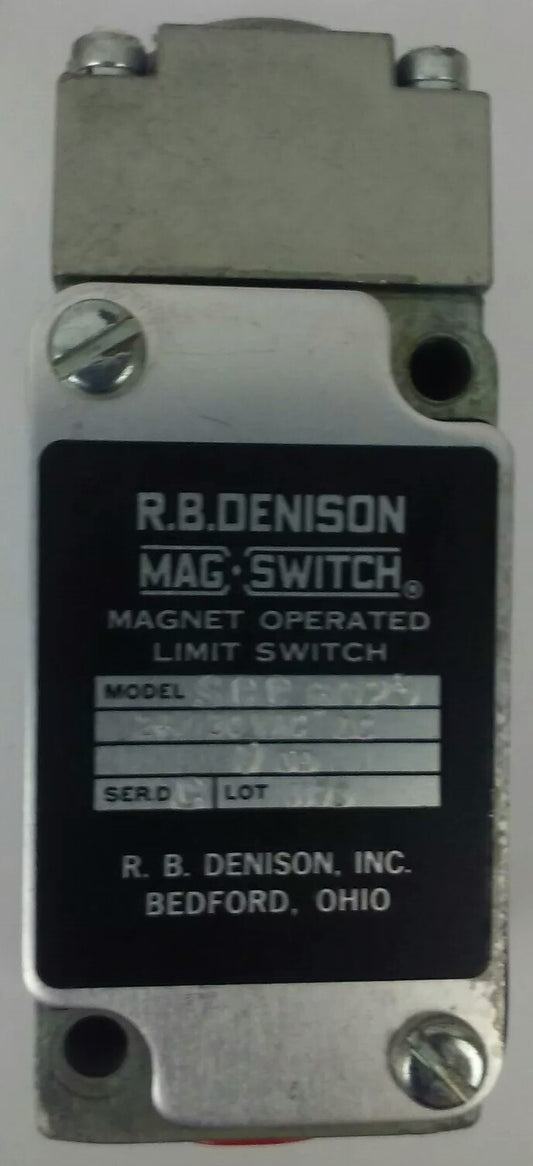 R.B.DENISON
MAG·SWITCH®
MAGNET OPERATED
LIMIT SWITCH
MODEL
SER.D C LOT
R. B. DENISON, INC.
BEDFORD, OHIO